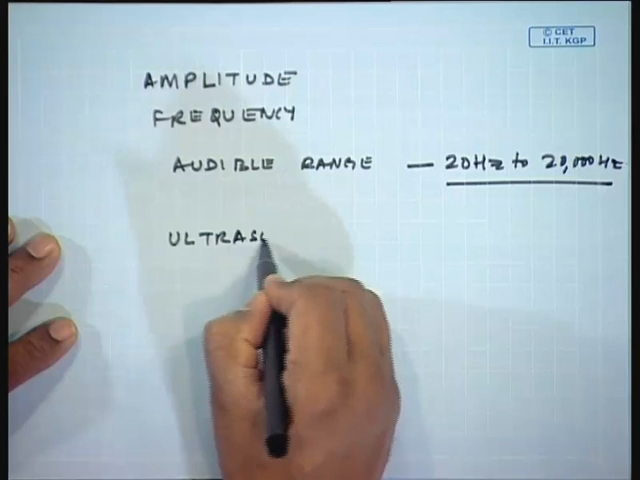 © CET
I.I.T. KGP
AMPLITUDE
FREQUENCY
AUDIBLE RANGE — 20Hz to 20,000Hz
ULTRAS